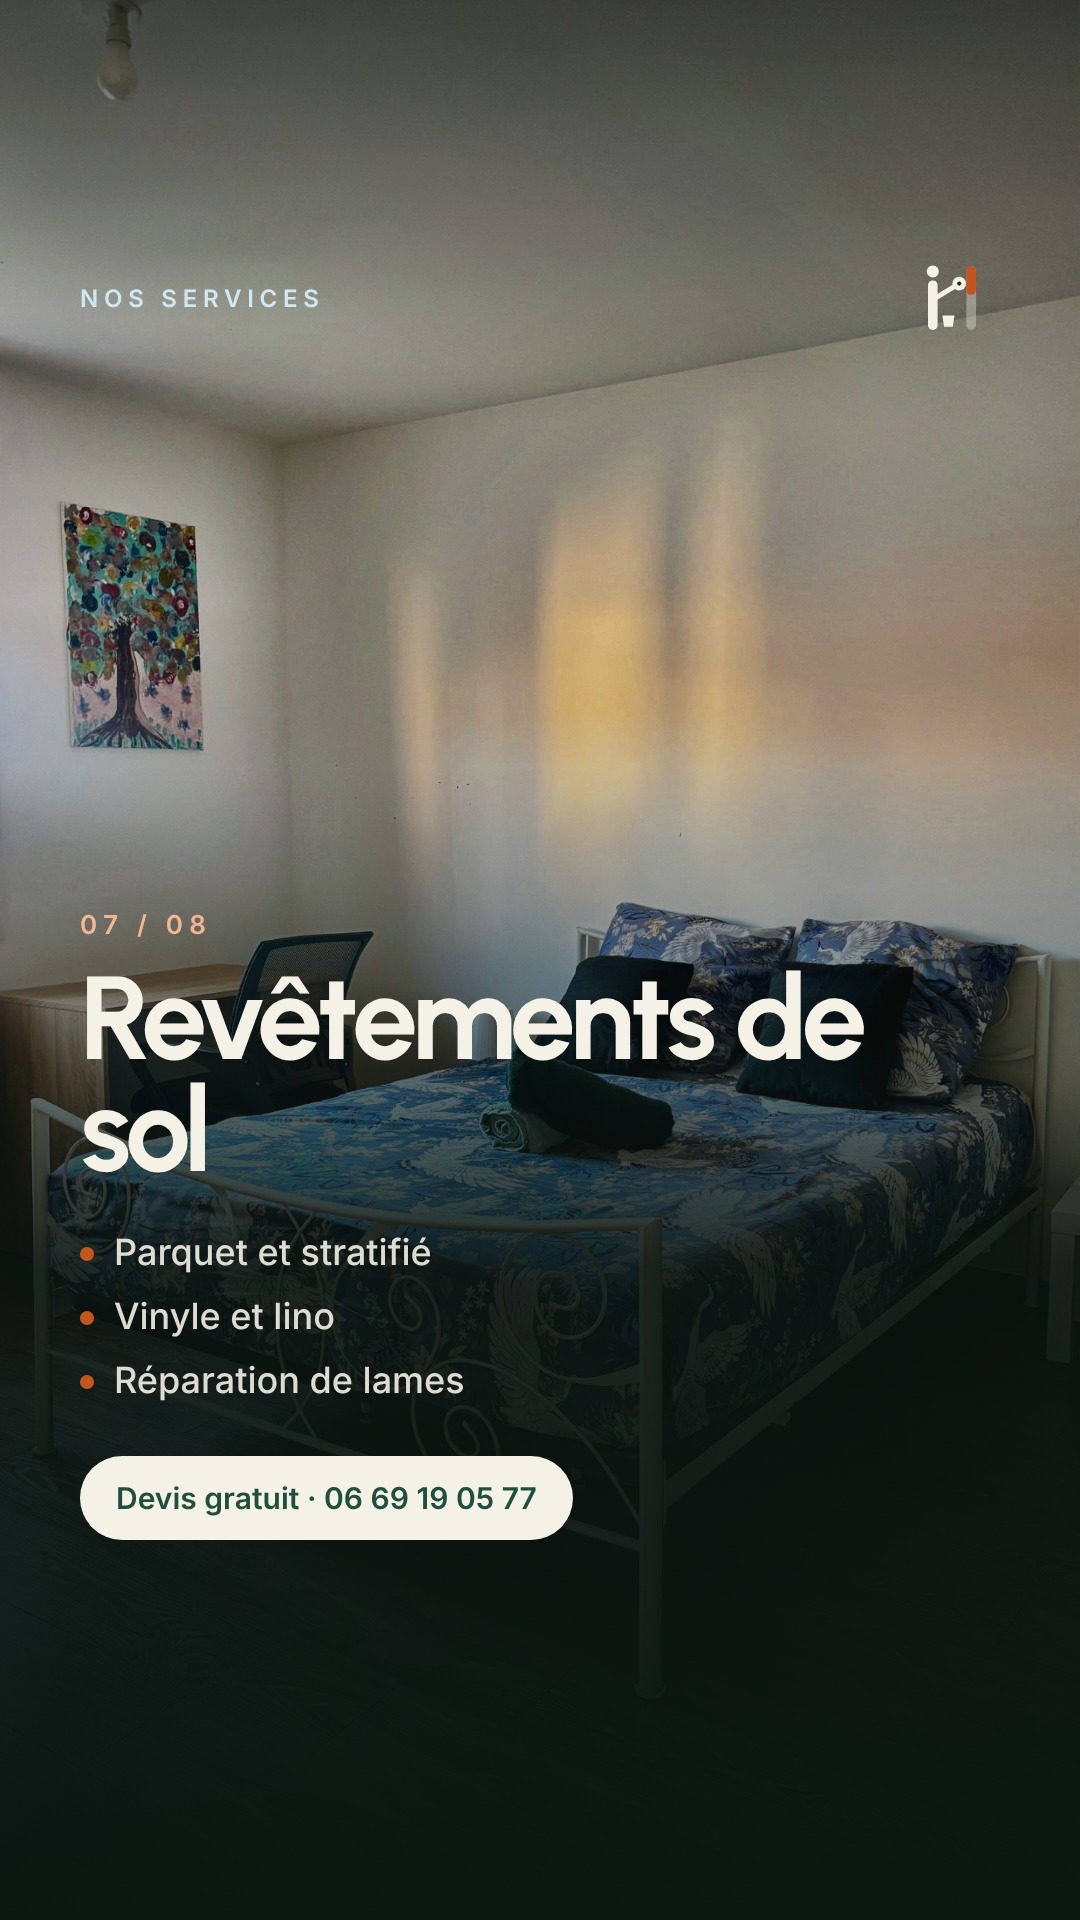 NOS SERVICES
07 / 08
Revêtements de
sol
Parquet et stratifié
Vinyle et lino
Réparation de lames
Devis gratuit · 06 69 19 05 77